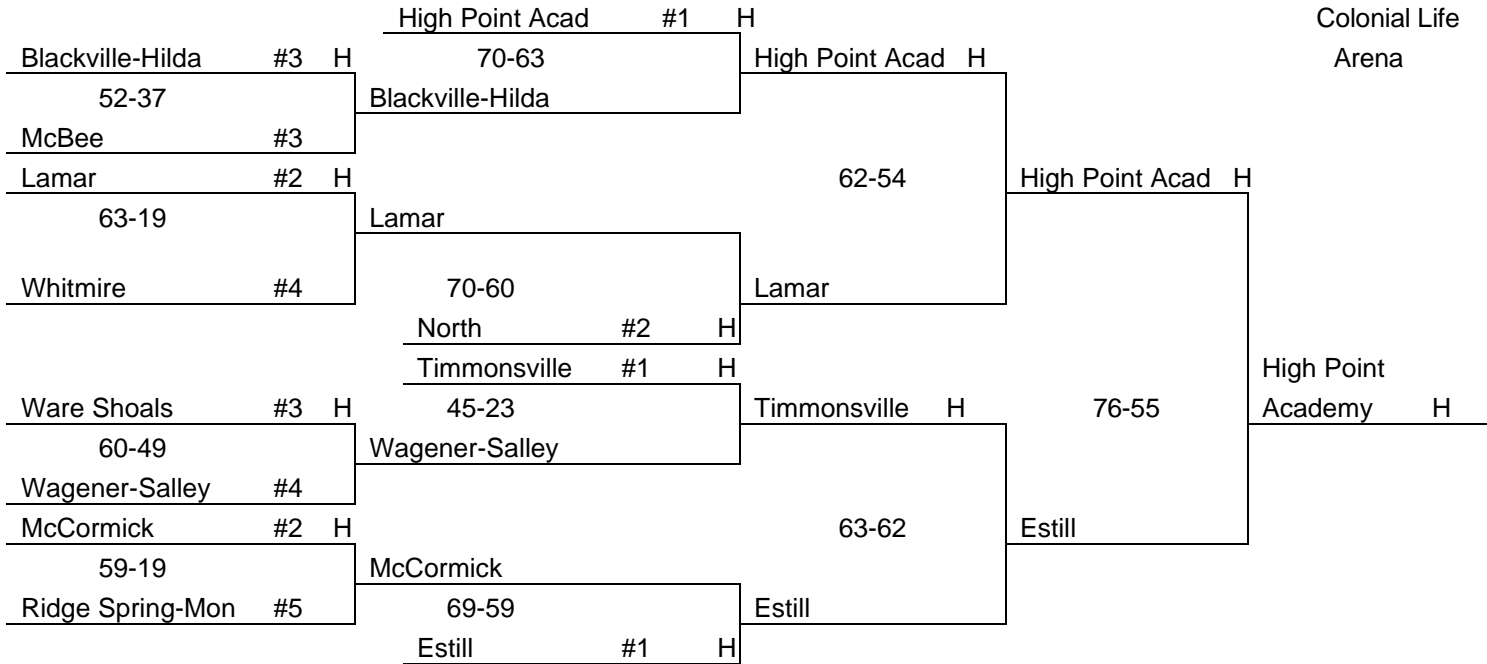 High Point Acad #1 H Colonial Life
Blackville-Hilda #3 H 70-63 High Point Acad H Arena
52-37 Blackville-Hilda
McBee #3
Lamar #2 H 62-54 High Point Acad H
63-19 Lamar
Whitmire #4 70-60 Lamar
North #2 H
Timmonsville #1 H High Point
Ware Shoals #3 H 45-23 Timmonsville H 76-55 Academy H
60-49 Wagener-Salley
Wagener-Salley #4
McCormick #2 H 63-62 Estill
59-19 McCormick
Ridge Spring-Mon #5 69-59 Estill
Estill #1 H